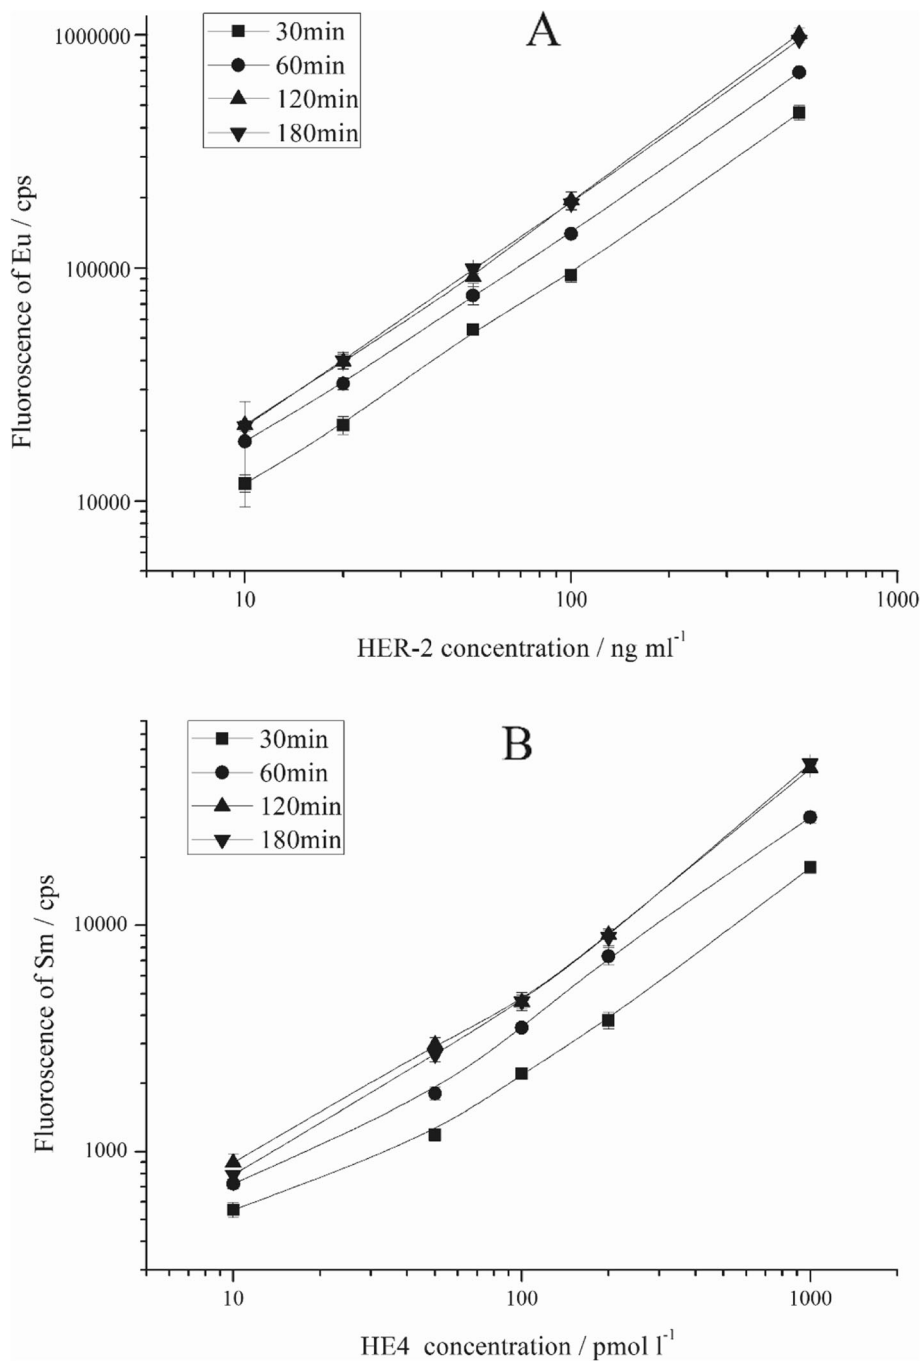 A
30min
60min
120min
180min
1000000
100000
10000
Fluoroscence of Eu / cps
10
100
1000
HER-2 concentration / ng ml⁻¹
B
30min
60min
120min
180min
10000
1000
Fluoroscence of Sm / cps
10
100
1000
HE4 concentration / pmol l⁻¹